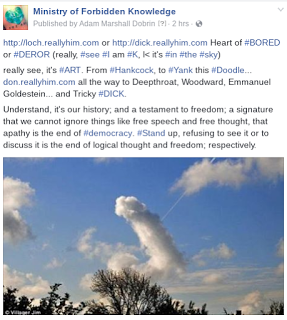 Ministry of Forbidden Knowledge
Published by Adam Marshall Dobrin [?] · 2 hrs ·
http://loch.reallyhim.com or http://dick.reallyhim.com Heart of #BORED
or #DEROR (really, #see #I am #K, l< it's #in #the #sky)
really see, it's #ART. From #Hankcock, to #Yank this #Doodle...
don.reallyhim.com all the way to Deepthroat, Woodward, Emmanuel
Goldestein... and Tricky #DICK.
Understand, it's our history; and a testament to freedom; a signature
that we cannot ignore things like free speech and free thought, that
apathy is the end of #democracy. #Stand up, refusing to see it or to
discuss it is the end of logical thought and freedom; respectively.
© Villager Jim